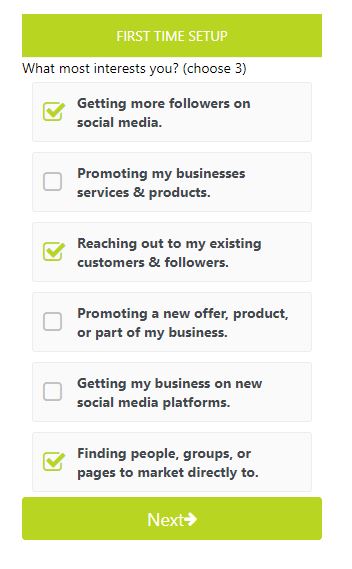 FIRST TIME SETUP
What most interests you? (choose 3)
Getting more followers on
social media.
Promoting my businesses
services & products.
Reaching out to my existing
customers & followers.
Promoting a new offer, product,
or part of my business.
Getting my business on new
social media platforms.
Finding people, groups, or
pages to market directly to.
Next